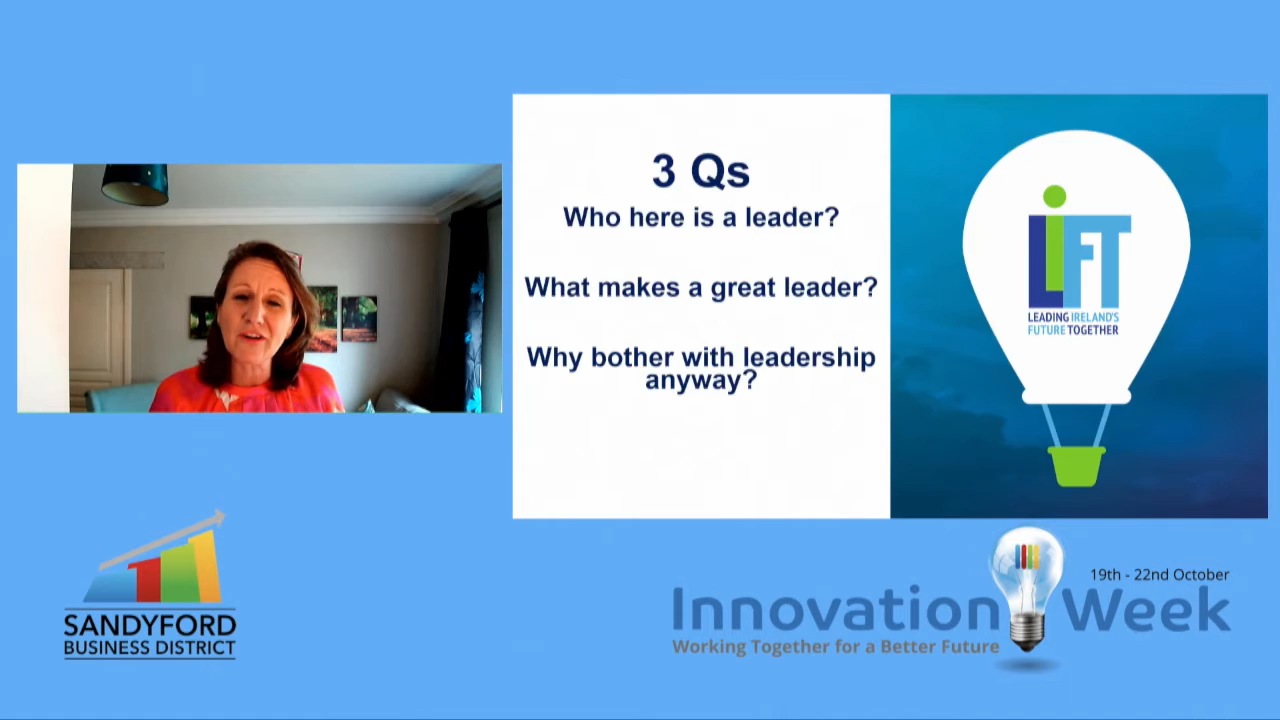 3 Qs
Who here is a leader?
What makes a great leader?
Why bother with leadership
anyway?
LIFT
LEADING IRELAND'S
FUTURE TOGETHER
SANDYFORD
BUSINESS DISTRICT
19th - 22nd October
Innovation Week
Working Together for a Better Future